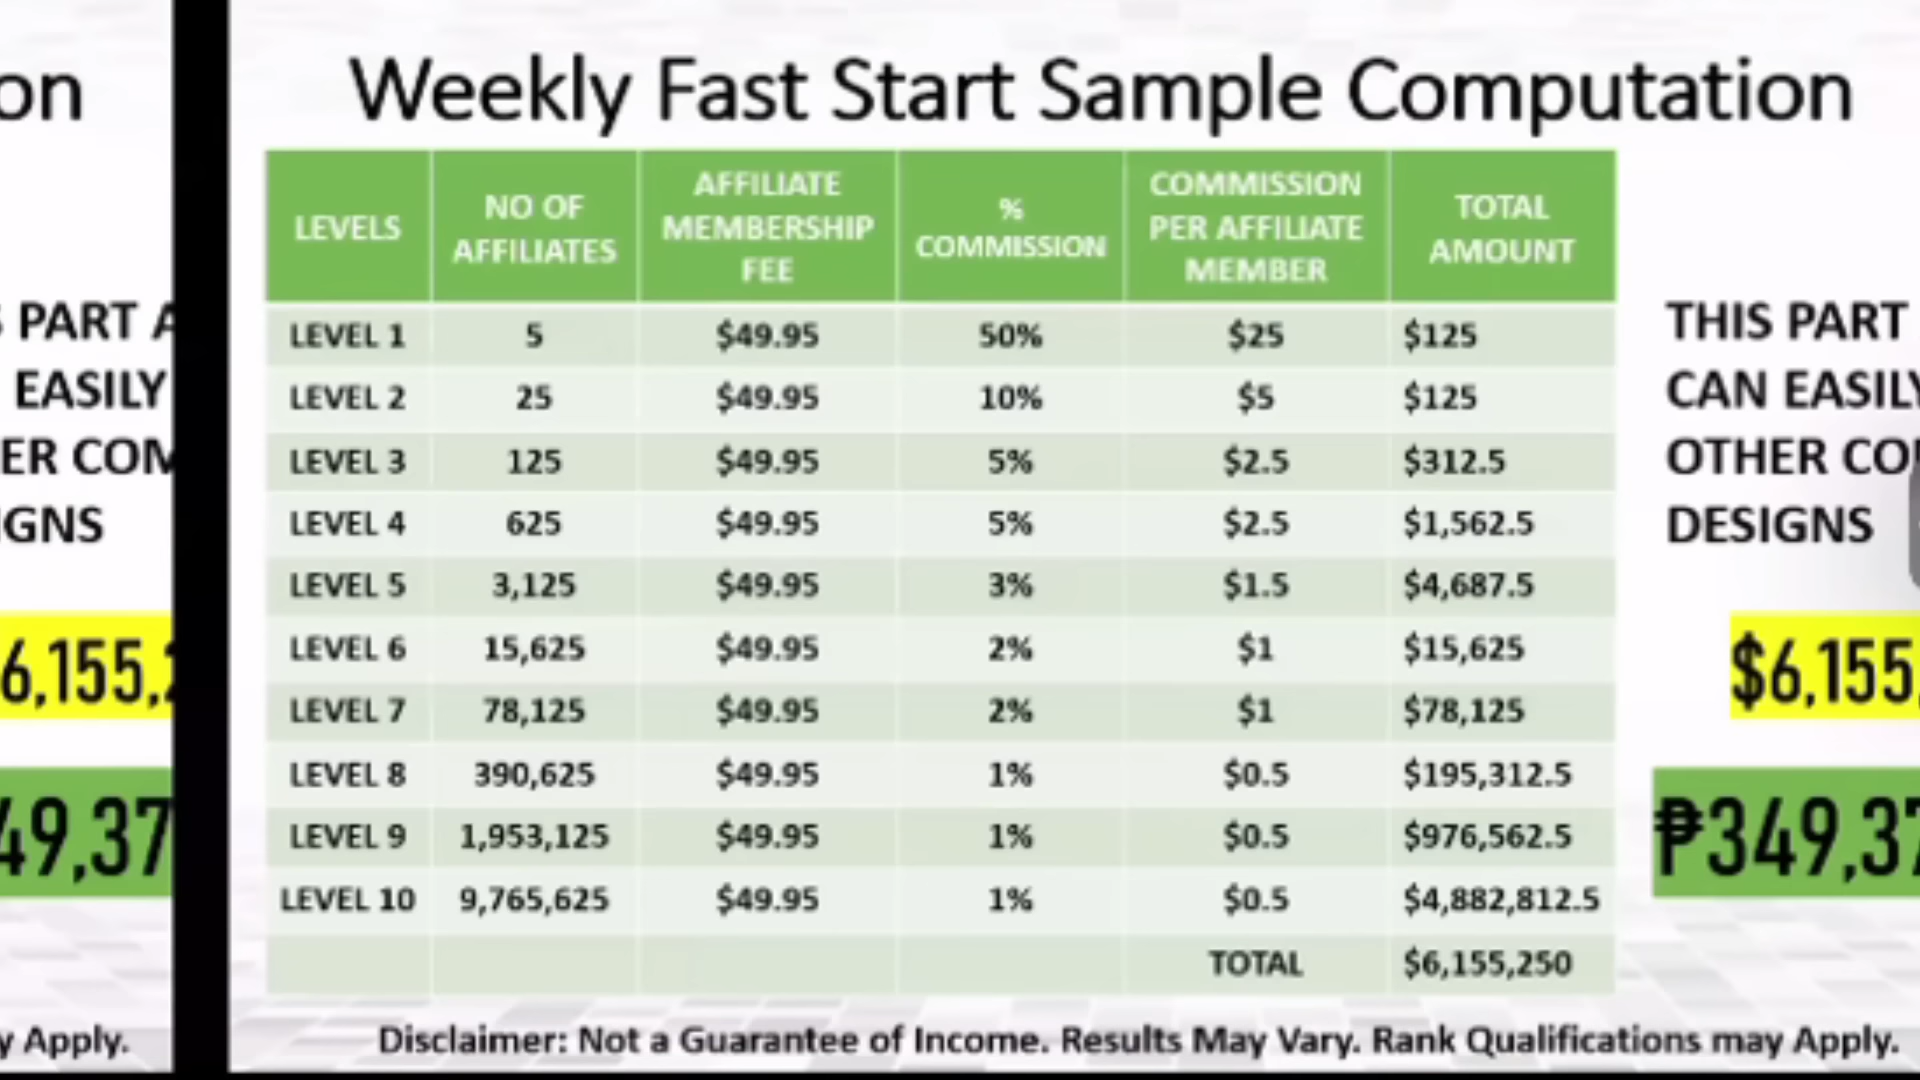 on
Weekly Fast Start Sample Computation
LEVELS NO OF AFFILIATES AFFILIATE MEMBERSHIP FEE % COMMISSION COMMISSION PER AFFILIATE MEMBER TOTAL AMOUNT
LEVEL 1 5 $49.95 50% $25 $125
LEVEL 2 25 $49.95 10% $5 $125
LEVEL 3 125 $49.95 5% $2.5 $312.5
LEVEL 4 625 $49.95 5% $2.5 $1,562.5
LEVEL 5 3,125 $49.95 3% $1.5 $4,687.5
LEVEL 6 15,625 $49.95 2% $1 $15,625
LEVEL 7 78,125 $49.95 2% $1 $78,125
LEVEL 8 390,625 $49.95 1% $0.5 $195,312.5
LEVEL 9 1,953,125 $49.95 1% $0.5 $976,562.5
LEVEL 10 9,765,625 $49.95 1% $0.5 $4,882,812.5
TOTAL $6,155,250
PART A
EASILY
ER COM
IGNS
6,155,2
49,37
y Apply.
THIS PART
CAN EASILY
OTHER CO
DESIGNS
$6,155,
₱349,37
Disclaimer: Not a Guarantee of Income. Results May Vary. Rank Qualifications may Apply.